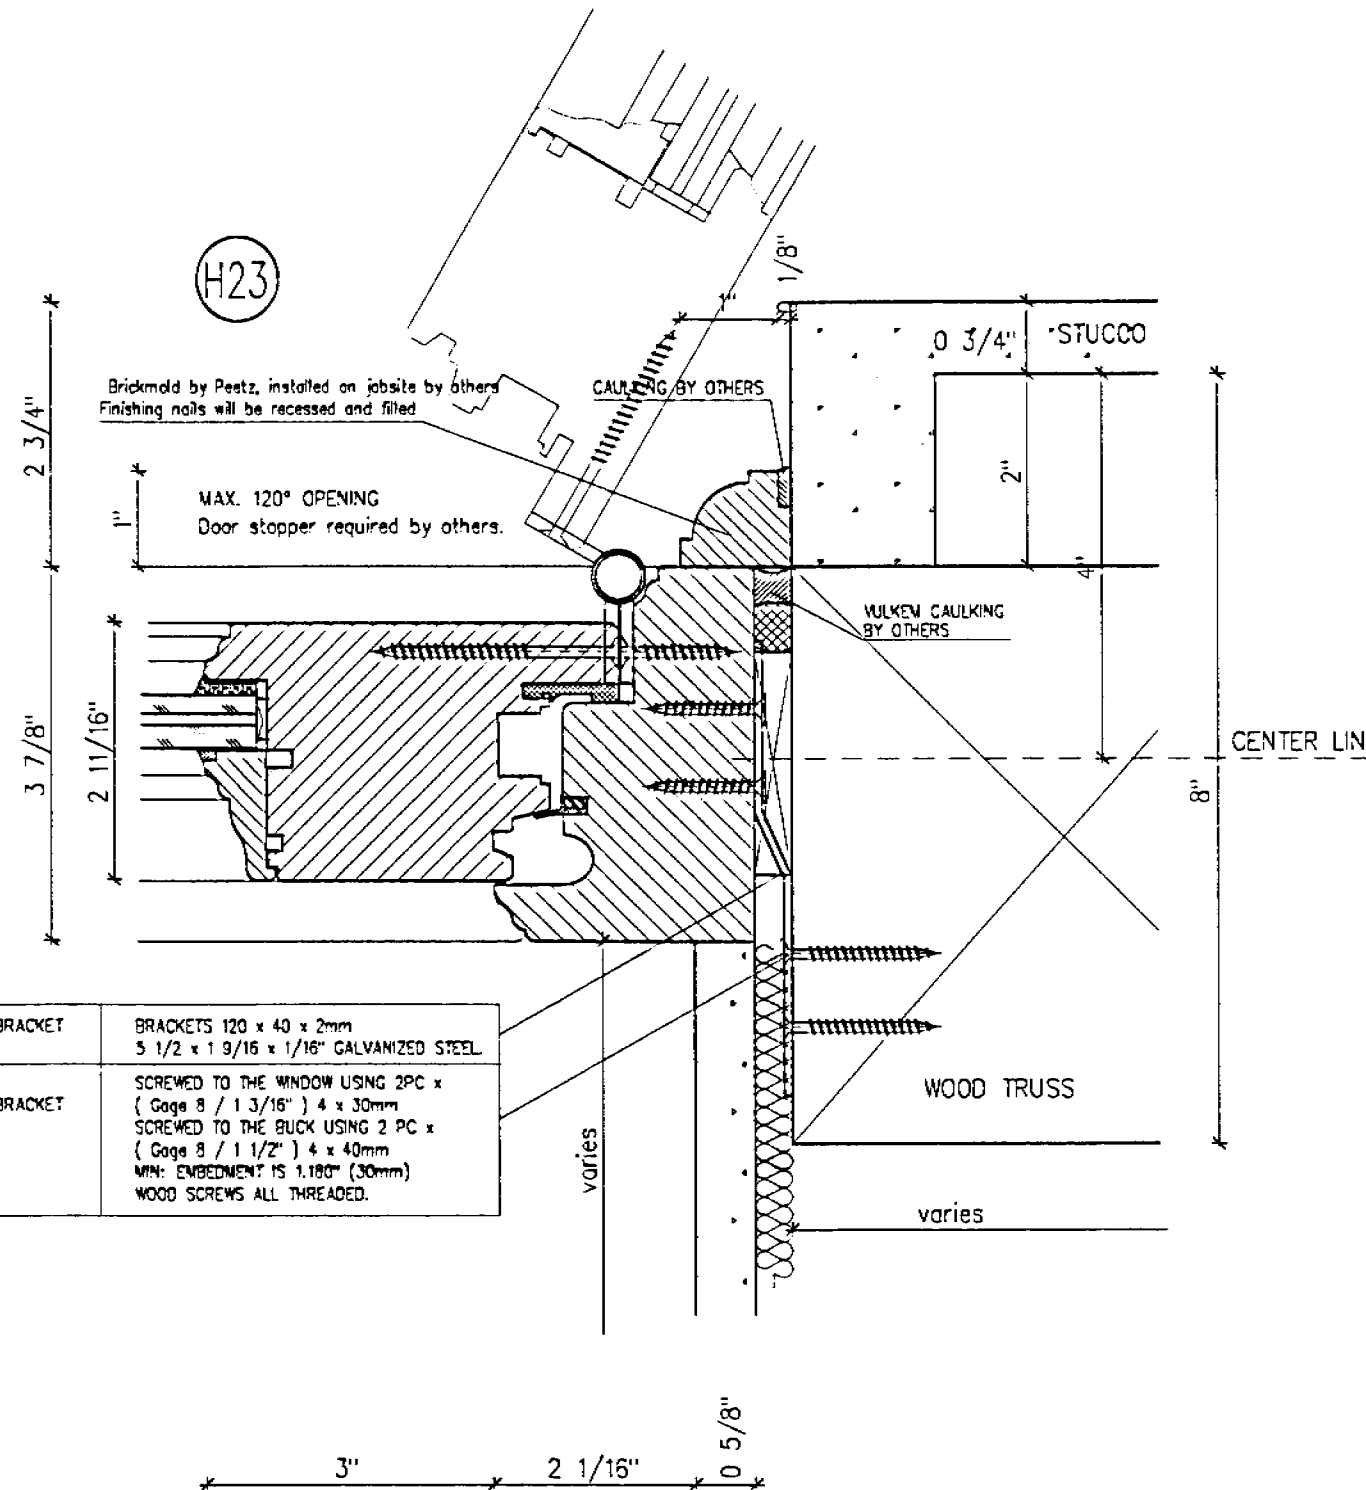 1/8"
H23
1"
0 3/4"
STUCCO
Brickmold by Peetz, installed on jobsite by others
Finishing nails will be recessed and filled
CAULKING BY OTHERS
2 3/4"
2"
1"
MAX. 120° OPENING
Door stopper required by others.
4"
VULKEM CAULKING
BY OTHERS
3 7/8"
2 11/16"
CENTER LIN
8"
BRACKET
BRACKETS 120 x 40 x 2mm
5 1/2 x 1 9/16 x 1/16" GALVANIZED STEEL
BRACKET
SCREWED TO THE WINDOW USING 2PC x
( Gage 8 / 1 3/16" ) 4 x 30mm
SCREWED TO THE BUCK USING 2 PC x
( Gage 8 / 1 1/2" ) 4 x 40mm
MIN: EMBEDMENT IS 1.180" (30mm)
WOOD SCREWS ALL THREADED.
WOOD TRUSS
varies
varies
3"
2 1/16"
0 5/8"